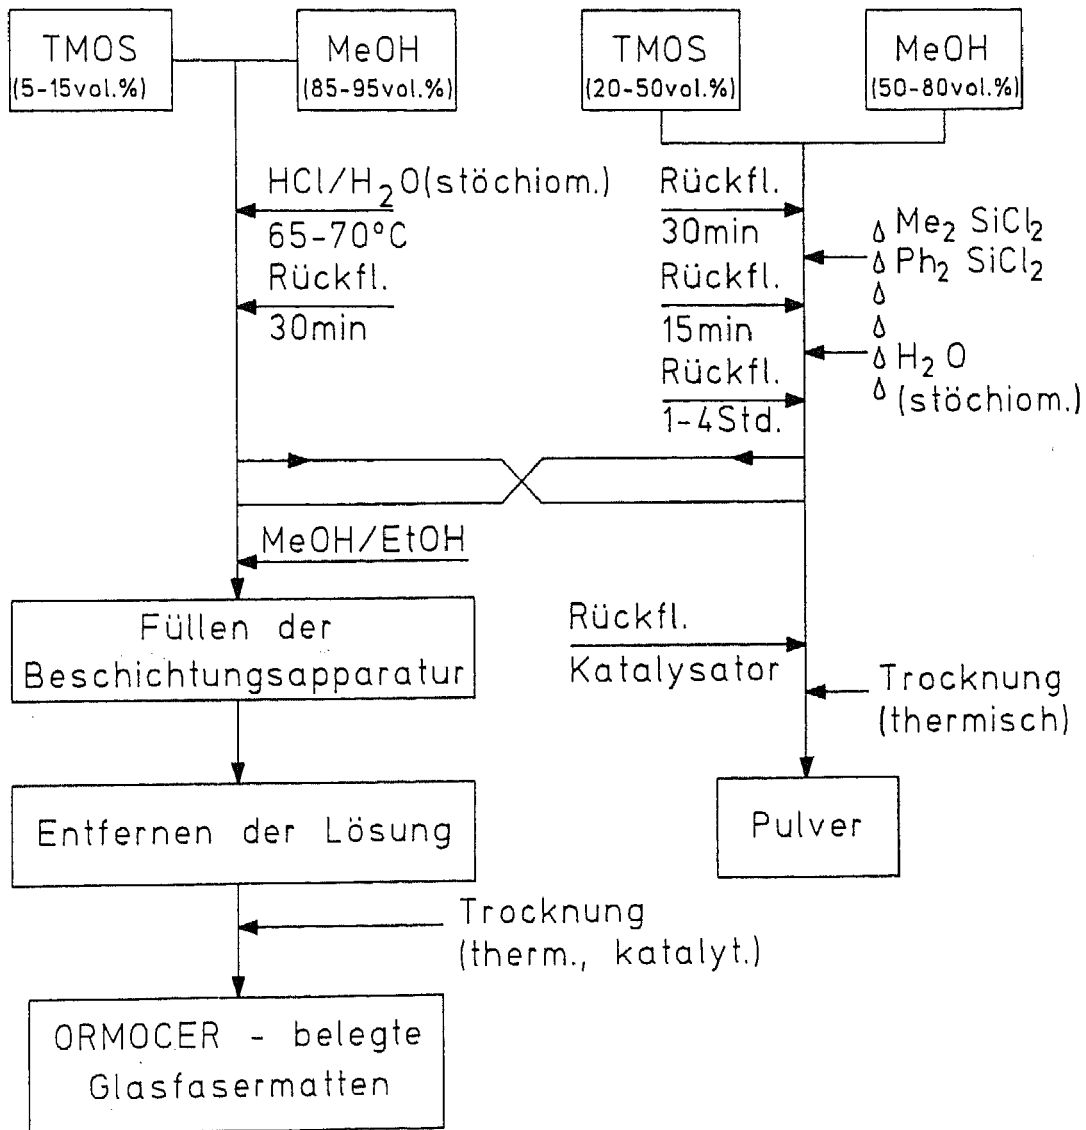 TMOS
(5-15vol.%)
MeOH
(85-95vol.%)
TMOS
(20-50vol.%)
MeOH
(50-80vol.%)
HCl/H₂O(stöchiom.)
65-70°C
Rückfl.
30min
Rückfl.
30min
Me₂ SiCl₂
Ph₂ SiCl₂
Rückfl.
15min
H₂O
(stöchiom.)
Rückfl.
1-4Std.
MeOH/EtOH
Füllen der
Beschichtungsapparatur
Rückfl.
Katalysator
Trocknung
(thermisch)
Entfernen der Lösung
Pulver
Trocknung
(therm., katalyt.)
ORMOCER - belegte
Glasfasermatten